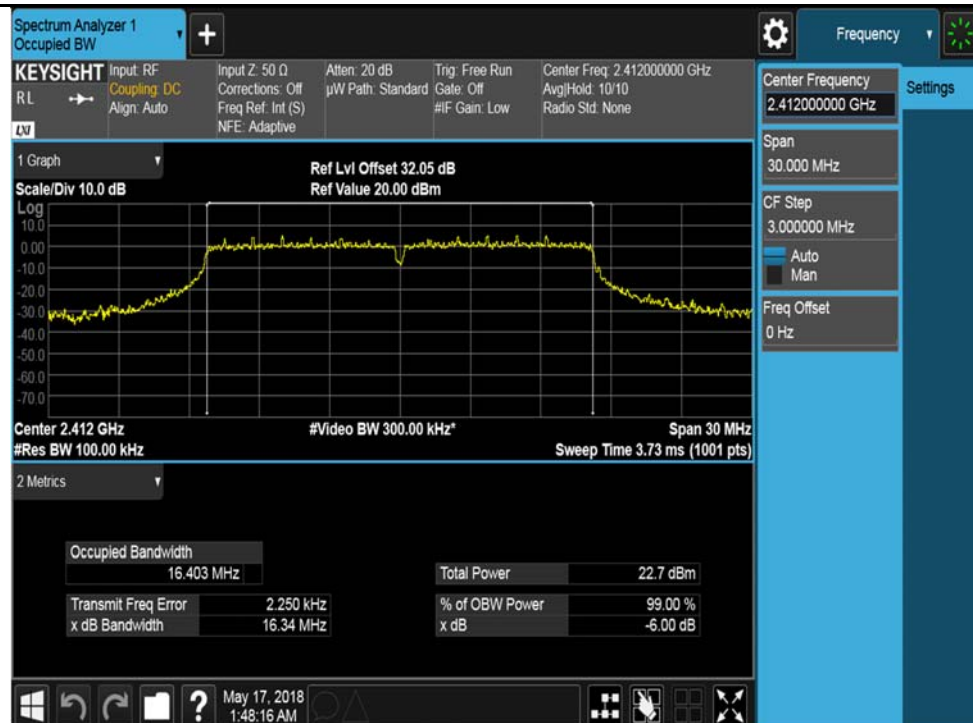 Spectrum Analyzer 1
Occupied BW
+
Frequency
KEYSIGHT
RL
LXI
Input: RF
Coupling: DC
Align: Auto
Input Z: 50 Ω
Corrections: Off
Freq Ref: Int (S)
NFE: Adaptive
Atten: 20 dB
µW Path: Standard
Trig: Free Run
Gate: Off
#IF Gain: Low
Center Freq: 2.412000000 GHz
Avg|Hold: 10/10
Radio Std: None
Center Frequency
2.412000000 GHz
Settings
Span
30.000 MHz
CF Step
3.000000 MHz
Auto
Man
Freq Offset
0 Hz
1 Graph
Scale/Div 10.0 dB
Ref Lvl Offset 32.05 dB
Ref Value 20.00 dBm
Log
10.0
0.00
-10.0
-20.0
-30.0
-40.0
-50.0
-60.0
-70.0
Center 2.412 GHz
#Res BW 100.00 kHz
#Video BW 300.00 kHz*
Span 30 MHz
Sweep Time 3.73 ms (1001 pts)
2 Metrics
Occupied Bandwidth
16.403 MHz
Total Power 22.7 dBm
Transmit Freq Error 2.250 kHz
% of OBW Power 99.00 %
x dB Bandwidth 16.34 MHz
x dB -6.00 dB
?
May 17, 2018
1:48:16 AM